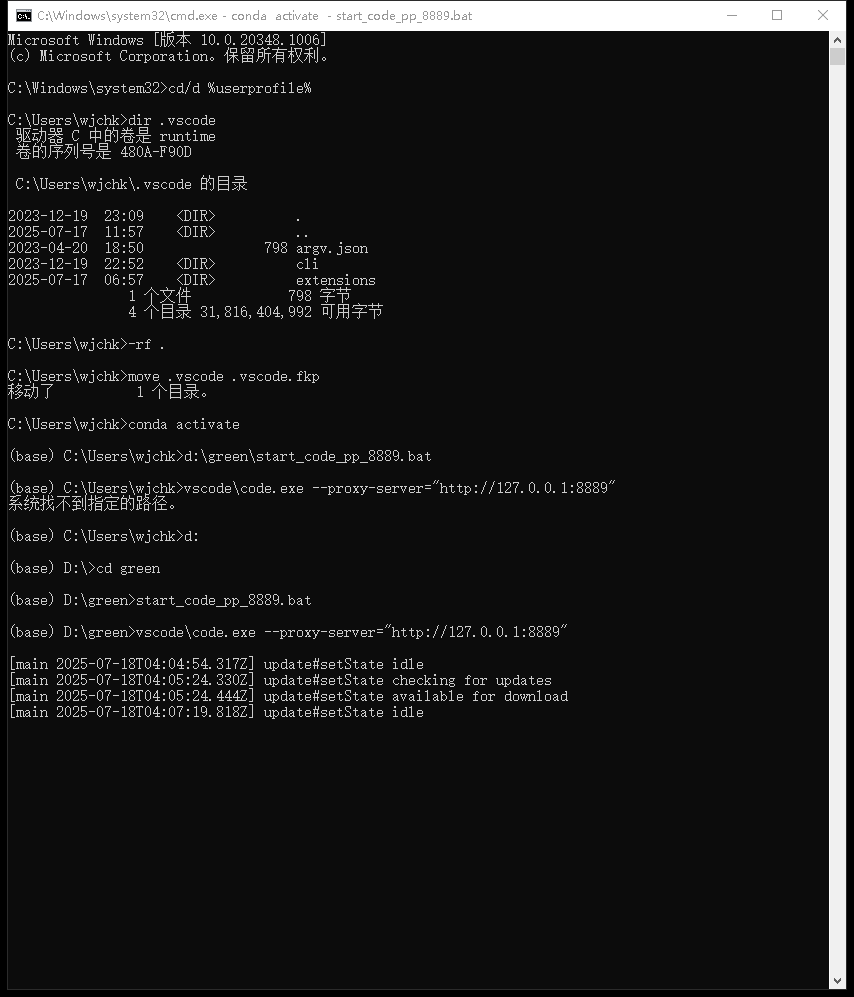 C:\Windows\system32\cmd.exe - conda  activate  - start_code_pp_8889.bat
Microsoft Windows [版本 10.0.20348.1006]
(c) Microsoft Corporation。保留所有权利。
C:\Windows\system32>cd/d %userprofile%
C:\Users\wjchk>dir .vscode
 驱动器 C 中的卷是 runtime
 卷的序列号是 480A-F90D
 C:\Users\wjchk\.vscode 的目录
2023-12-19  23:09    <DIR>          .
2025-07-17  11:57    <DIR>          ..
2023-04-20  18:50               798 argv.json
2023-12-19  22:52    <DIR>          cli
2025-07-17  06:57    <DIR>          extensions
               1 个文件            798 字节
               4 个目录 31,816,404,992 可用字节
C:\Users\wjchk>-rf .
C:\Users\wjchk>move .vscode .vscode.fkp
移动了         1 个目录。
C:\Users\wjchk>conda activate
(base) C:\Users\wjchk>d:\green\start_code_pp_8889.bat
(base) C:\Users\wjchk>vscode\code.exe --proxy-server="http://127.0.0.1:8889"
系统找不到指定的路径。
(base) C:\Users\wjchk>d:
(base) D:\>cd green
(base) D:\green>start_code_pp_8889.bat
(base) D:\green>vscode\code.exe --proxy-server="http://127.0.0.1:8889"
[main 2025-07-18T04:04:54.317Z] update#setState idle
[main 2025-07-18T04:05:24.330Z] update#setState checking for updates
[main 2025-07-18T04:05:24.444Z] update#setState available for download
[main 2025-07-18T04:07:19.818Z] update#setState idle